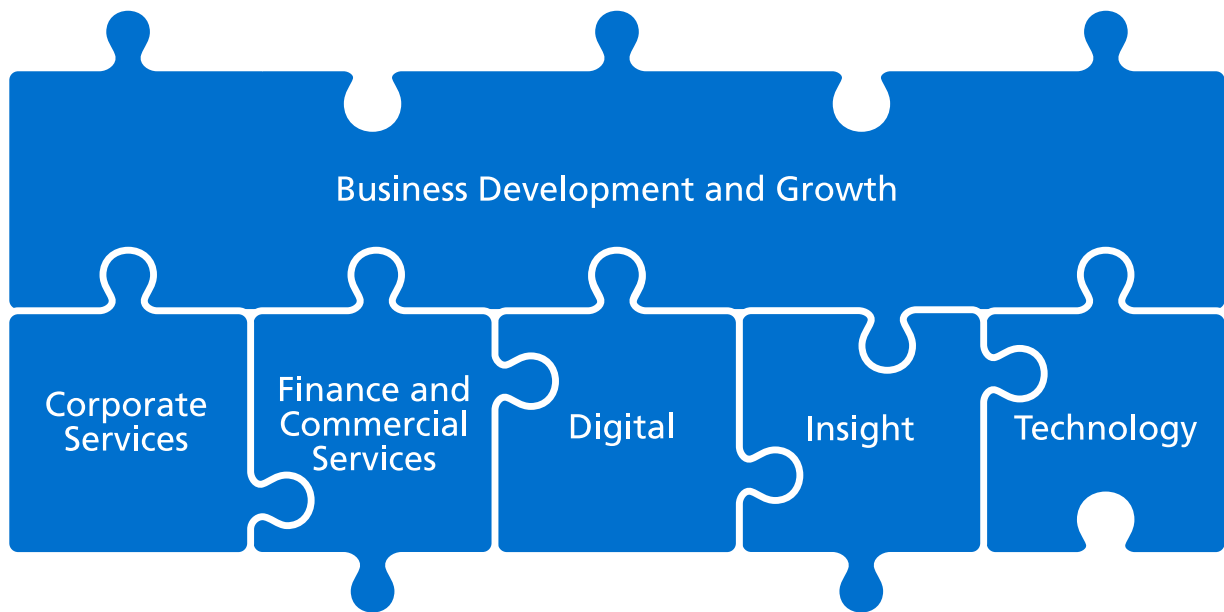 Business Development and Growth
Corporate
Services
Finance and
Commercial
Services
Digital
Insight
Technology